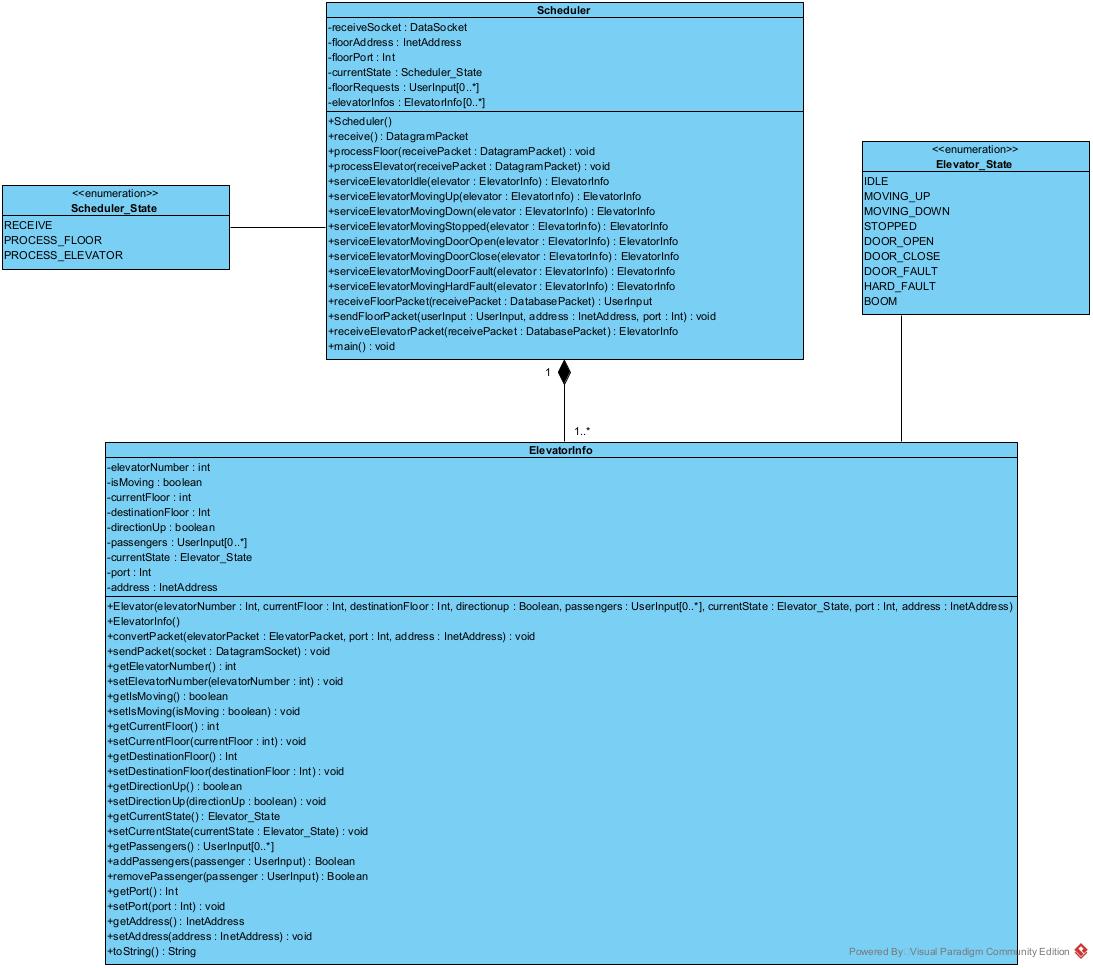 Scheduler
-receiveSocket : DataSocket
-floorAddress : InetAddress
-floorPort : Int
-currentState : Scheduler_State
-floorRequests : UserInput[0..*]
-elevatorInfos : ElevatorInfo[0..*]
+Scheduler()
+receive() : DatagramPacket
+processFloor(receivePacket : DatagramPacket) : void
+processElevator(receivePacket : DatagramPacket) : void
+serviceElevatorIdle(elevator : ElevatorInfo) : ElevatorInfo
+serviceElevatorMovingUp(elevator : ElevatorInfo) : ElevatorInfo
+serviceElevatorMovingDown(elevator : ElevatorInfo) : ElevatorInfo
+serviceElevatorMovingStopped(elevator : ElevatorInfo) : ElevatorInfo
+serviceElevatorMovingDoorOpen(elevator : ElevatorInfo) : ElevatorInfo
+serviceElevatorMovingDoorClose(elevator : ElevatorInfo) : ElevatorInfo
+serviceElevatorMovingDoorFault(elevator : ElevatorInfo) : ElevatorInfo
+serviceElevatorMovingHardFault(elevator : ElevatorInfo) : ElevatorInfo
+receiveFloorPacket(receivePacket : DatabasePacket) : UserInput
+sendFloorPacket(userInput : UserInput, address : InetAddress, port : Int) : void
+receiveElevatorPacket(receivePacket : DatabasePacket) : ElevatorInfo
+main() : void
<<enumeration>>
Scheduler_State
RECEIVE
PROCESS_FLOOR
PROCESS_ELEVATOR
<<enumeration>>
Elevator_State
IDLE
MOVING_UP
MOVING_DOWN
STOPPED
DOOR_OPEN
DOOR_CLOSE
DOOR_FAULT
HARD_FAULT
BOOM
1
1..*
ElevatorInfo
-elevatorNumber : int
-isMoving : boolean
-currentFloor : int
-destinationFloor : Int
-directionUp : boolean
-passengers : UserInput[0..*]
-currentState : Elevator_State
-port : Int
-address : InetAddress
+Elevator(elevatorNumber : Int, currentFloor : Int, destinationFloor : Int, directionup : Boolean, passengers : UserInput[0..*], currentState : Elevator_State, port : Int, address : InetAddress)
+ElevatorInfo()
+convertPacket(elevatorPacket : ElevatorPacket, port : Int, address : InetAddress) : void
+sendPacket(socket : DatagramSocket) : void
+getElevatorNumber() : int
+setElevatorNumber(elevatorNumber : int) : void
+getIsMoving() : boolean
+setIsMoving(isMoving : boolean) : void
+getCurrentFloor() : int
+setCurrentFloor(currentFloor : int) : void
+getDestinationFloor() : Int
+setDestinationFloor(destinationFloor : Int) : void
+getDirectionUp() : boolean
+setDirectionUp(directionUp : boolean) : void
+getCurrentState() : Elevator_State
+setCurrentState(currentState : Elevator_State) : void
+getPassengers() : UserInput[0..*]
+addPassengers(passenger : UserInput) : Boolean
+removePassenger(passenger : UserInput) : Boolean
+getPort() : Int
+setPort(port : Int) : void
+getAddress() : InetAddress
+setAddress(address : InetAddress) : void
+toString() : String
Powered By: Visual Paradigm Community Edition